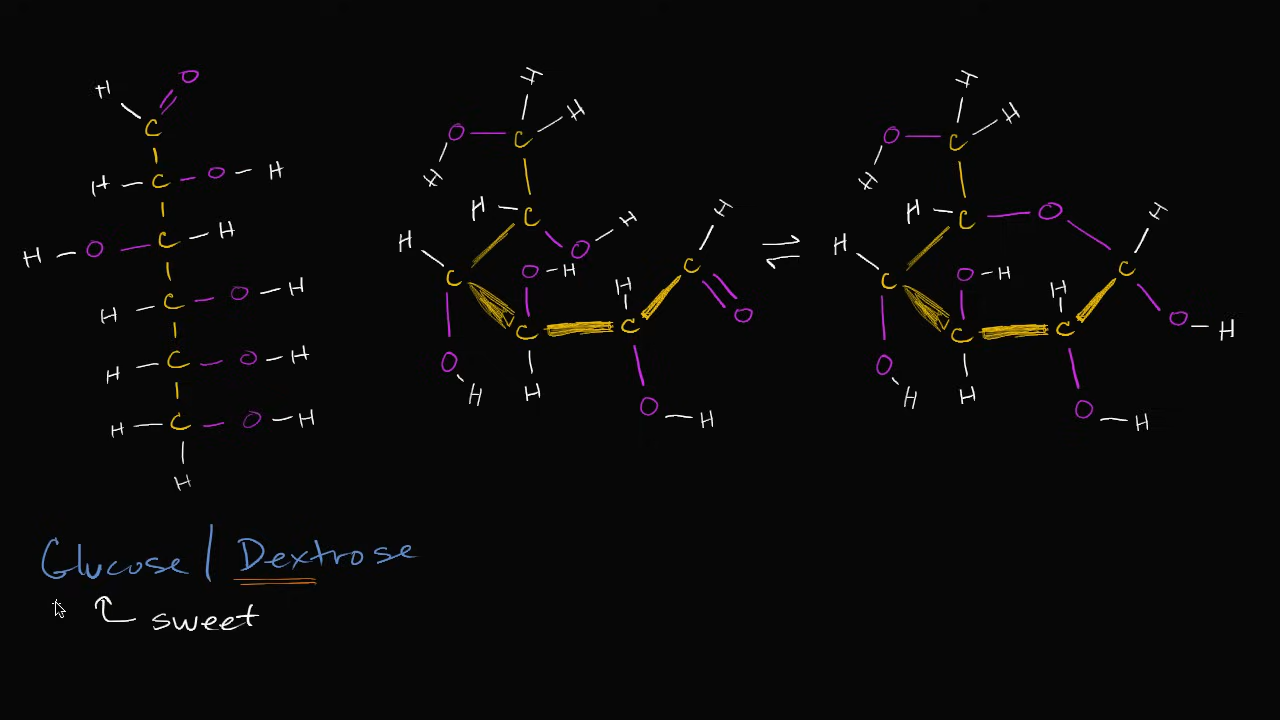 H O
C
H C O H
H O C H
H C O H
H C O H
H C O H
H
H
O C H
H
H C O H
H C O H C H
H C C O
O H H O H
H
O C H
H
H C O H
H C O H C H
H C C O H
O H H O H
Glucose | Dextrose
sweet